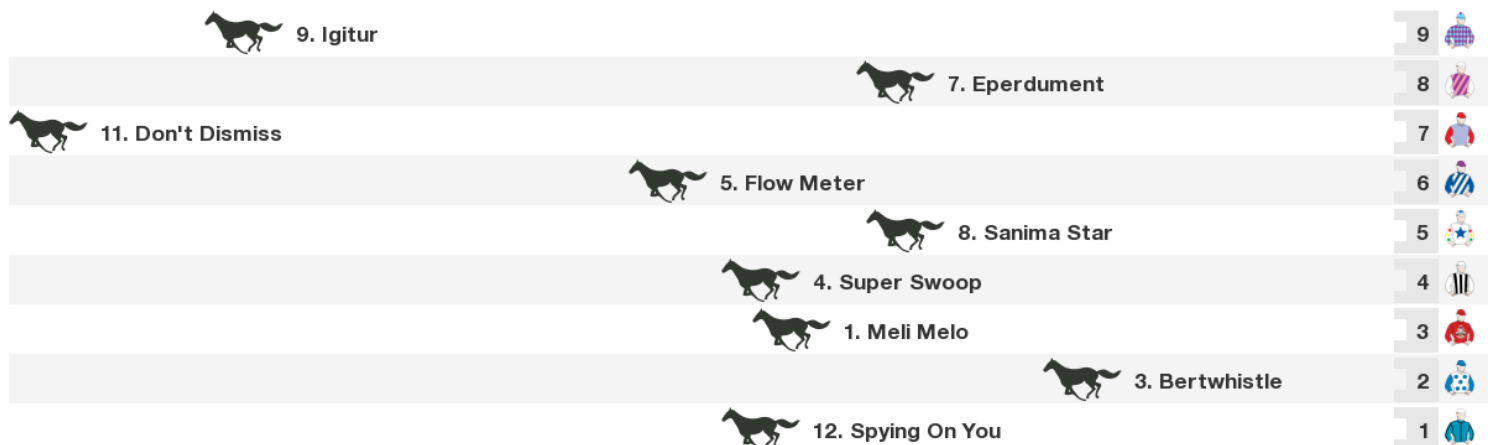 9. Igitur 9
7. Eperdument 8
11. Don't Dismiss 7
5. Flow Meter 6
8. Sanima Star 5
4. Super Swoop 4
1. Meli Melo 3
3. Bertwhistle 2
12. Spying On You 1